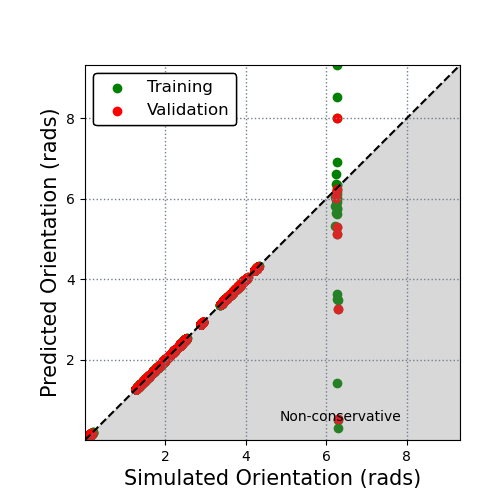 Training
Validation
Predicted Orientation (rads)
8
6
4
2
Non-conservative
2
4
6
8
Simulated Orientation (rads)